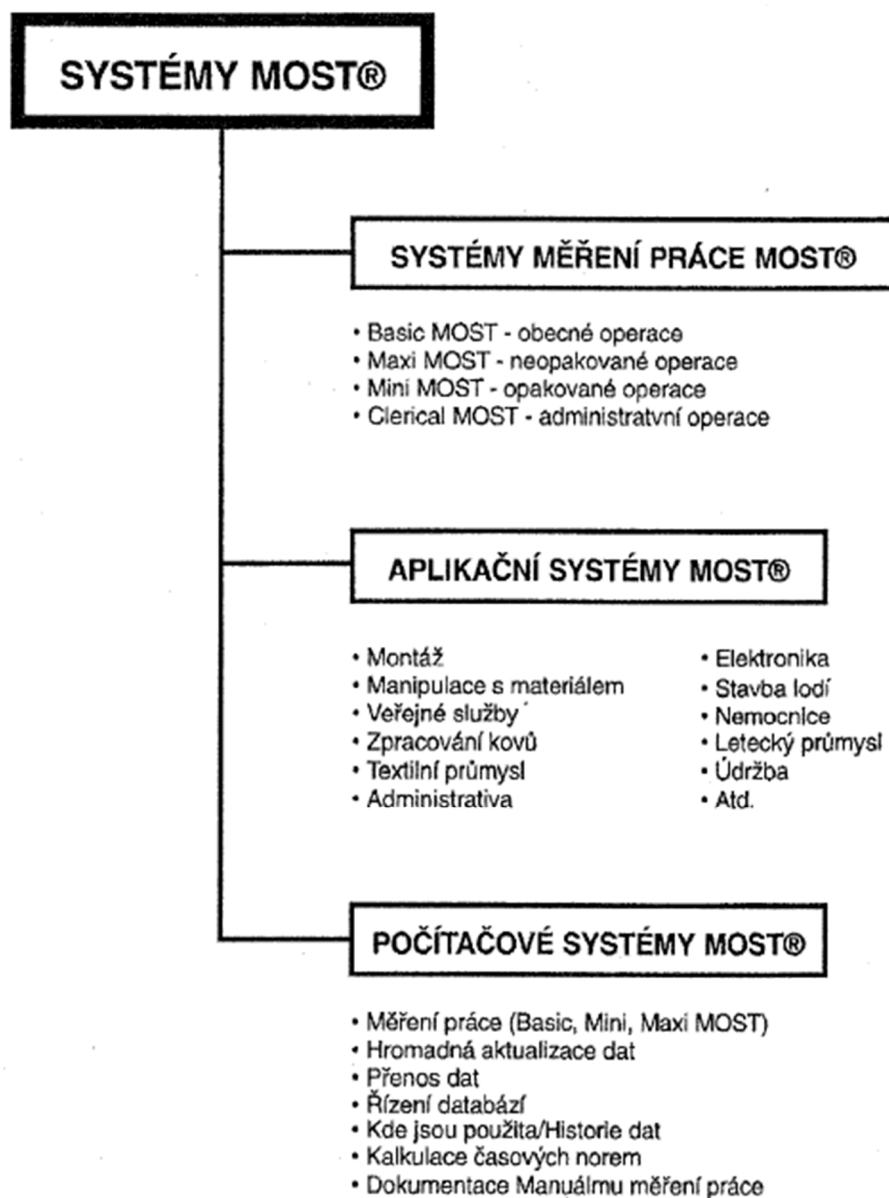 SYSTÉMY MOST®
SYSTÉMY MĚŘENÍ PRÁCE MOST®
• Basic MOST - obecné operace
• Maxi MOST - neopakované operace
• Mini MOST - opakované operace
• Clerical MOST - administratvní operace
APLIKAČNÍ SYSTÉMY MOST®
• Montáž
• Manipulace s materiálem
• Veřejné služby
• Zpracování kovů
• Textilní průmysl
• Administrativa
• Elektronika
• Stavba lodí
• Nemocnice
• Letecký průmysl
• Údržba
• Atd.
POČÍTAČOVÉ SYSTÉMY MOST®
• Měření práce (Basic, Mini, Maxi MOST)
• Hromadná aktualizace dat
• Přenos dat
• Řízení databází
• Kde jsou použita/Historie dat
• Kalkulace časových norem
• Dokumentace Manuálmu měření práce